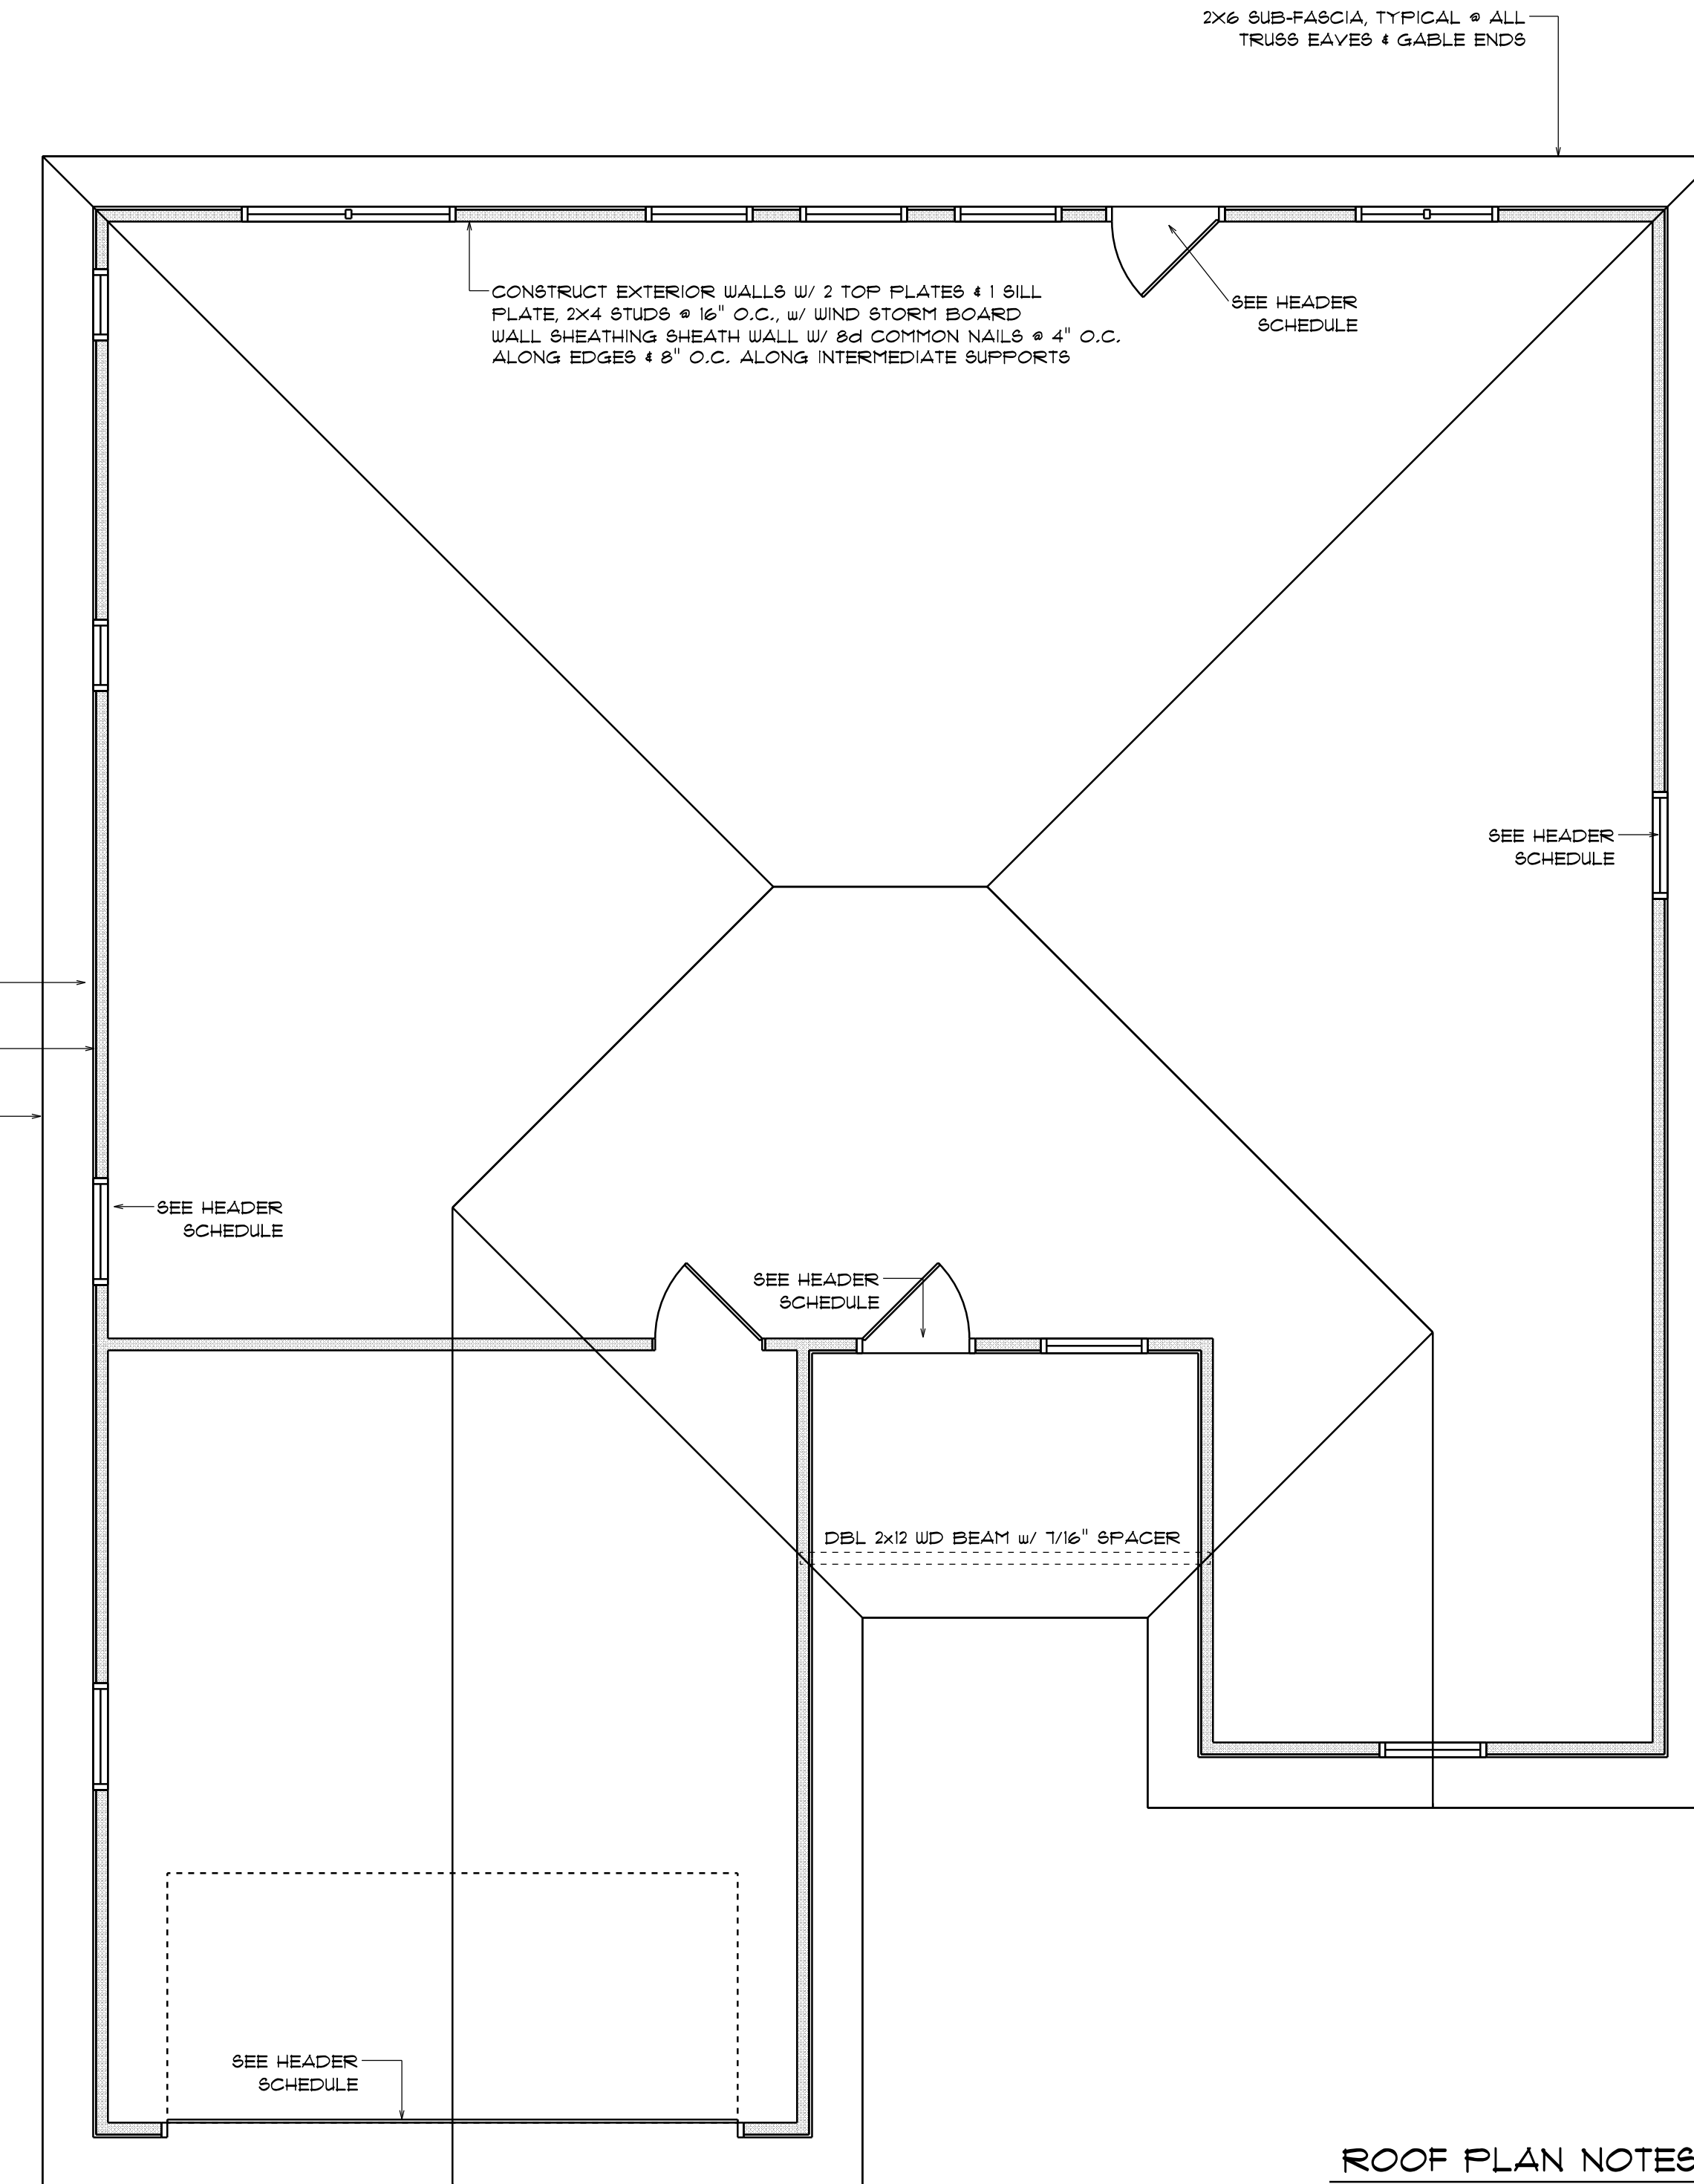 2X6 SUB-FASCIA, TYPICAL @ ALL
TRUSS EAVES & GABLE ENDS
CONSTRUCT EXTERIOR WALLS W/ 2 TOP PLATES & 1 SILL
PLATE, 2X4 STUDS @ 16" O.C., w/ WIND STORM BOARD
WALL SHEATHING SHEATH WALL W/ 8d COMMON NAILS @ 4" O.C.
ALONG EDGES & 8" O.C. ALONG INTERMEDIATE SUPPORTS
SEE HEADER
SCHEDULE
SEE HEADER
SCHEDULE
SEE HEADER
SCHEDULE
SEE HEADER
SCHEDULE
DBL 2x12 WD BEAM w/ 7/16" SPACER
SEE HEADER
SCHEDULE
ROOF PLAN NOTES